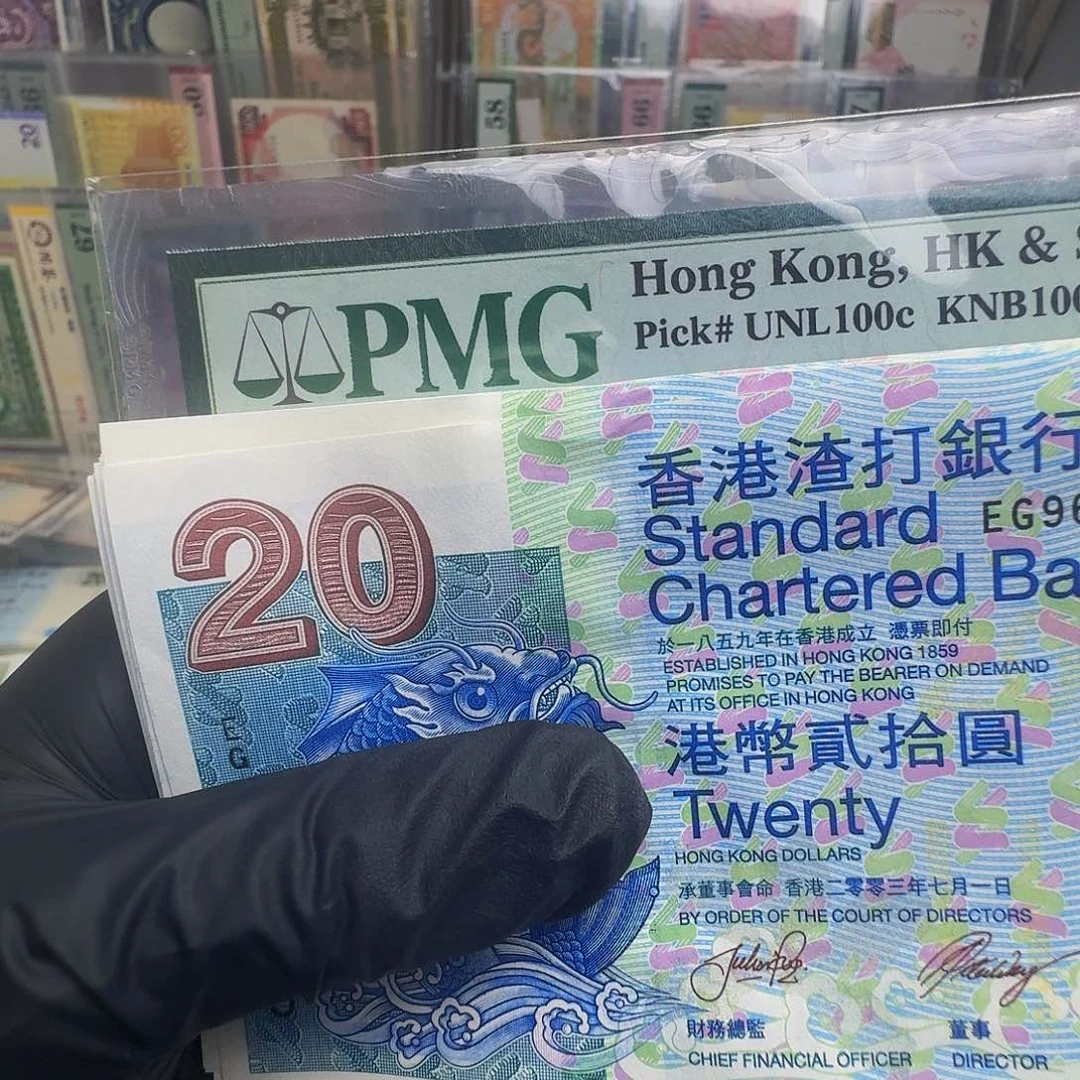 PMG
Hong Kong, HK &
Pick# UNL100c KNB100
58
66
67
20
20
香港渣打銀行
Standard
EG96
Chartered Ba
於一八五九年在香港成立 憑票即付
ESTABLISHED IN HONG KONG 1859
PROMISES TO PAY THE BEARER ON DEMAND
AT ITS OFFICE IN HONG KONG
港幣貳拾圓
Twenty
HONG KONG DOLLARS
承董事會命 香港二零零三年七月一日
BY ORDER OF THE COURT OF DIRECTORS
財務總監
董事
CHIEF FINANCIAL OFFICER
DIRECTOR